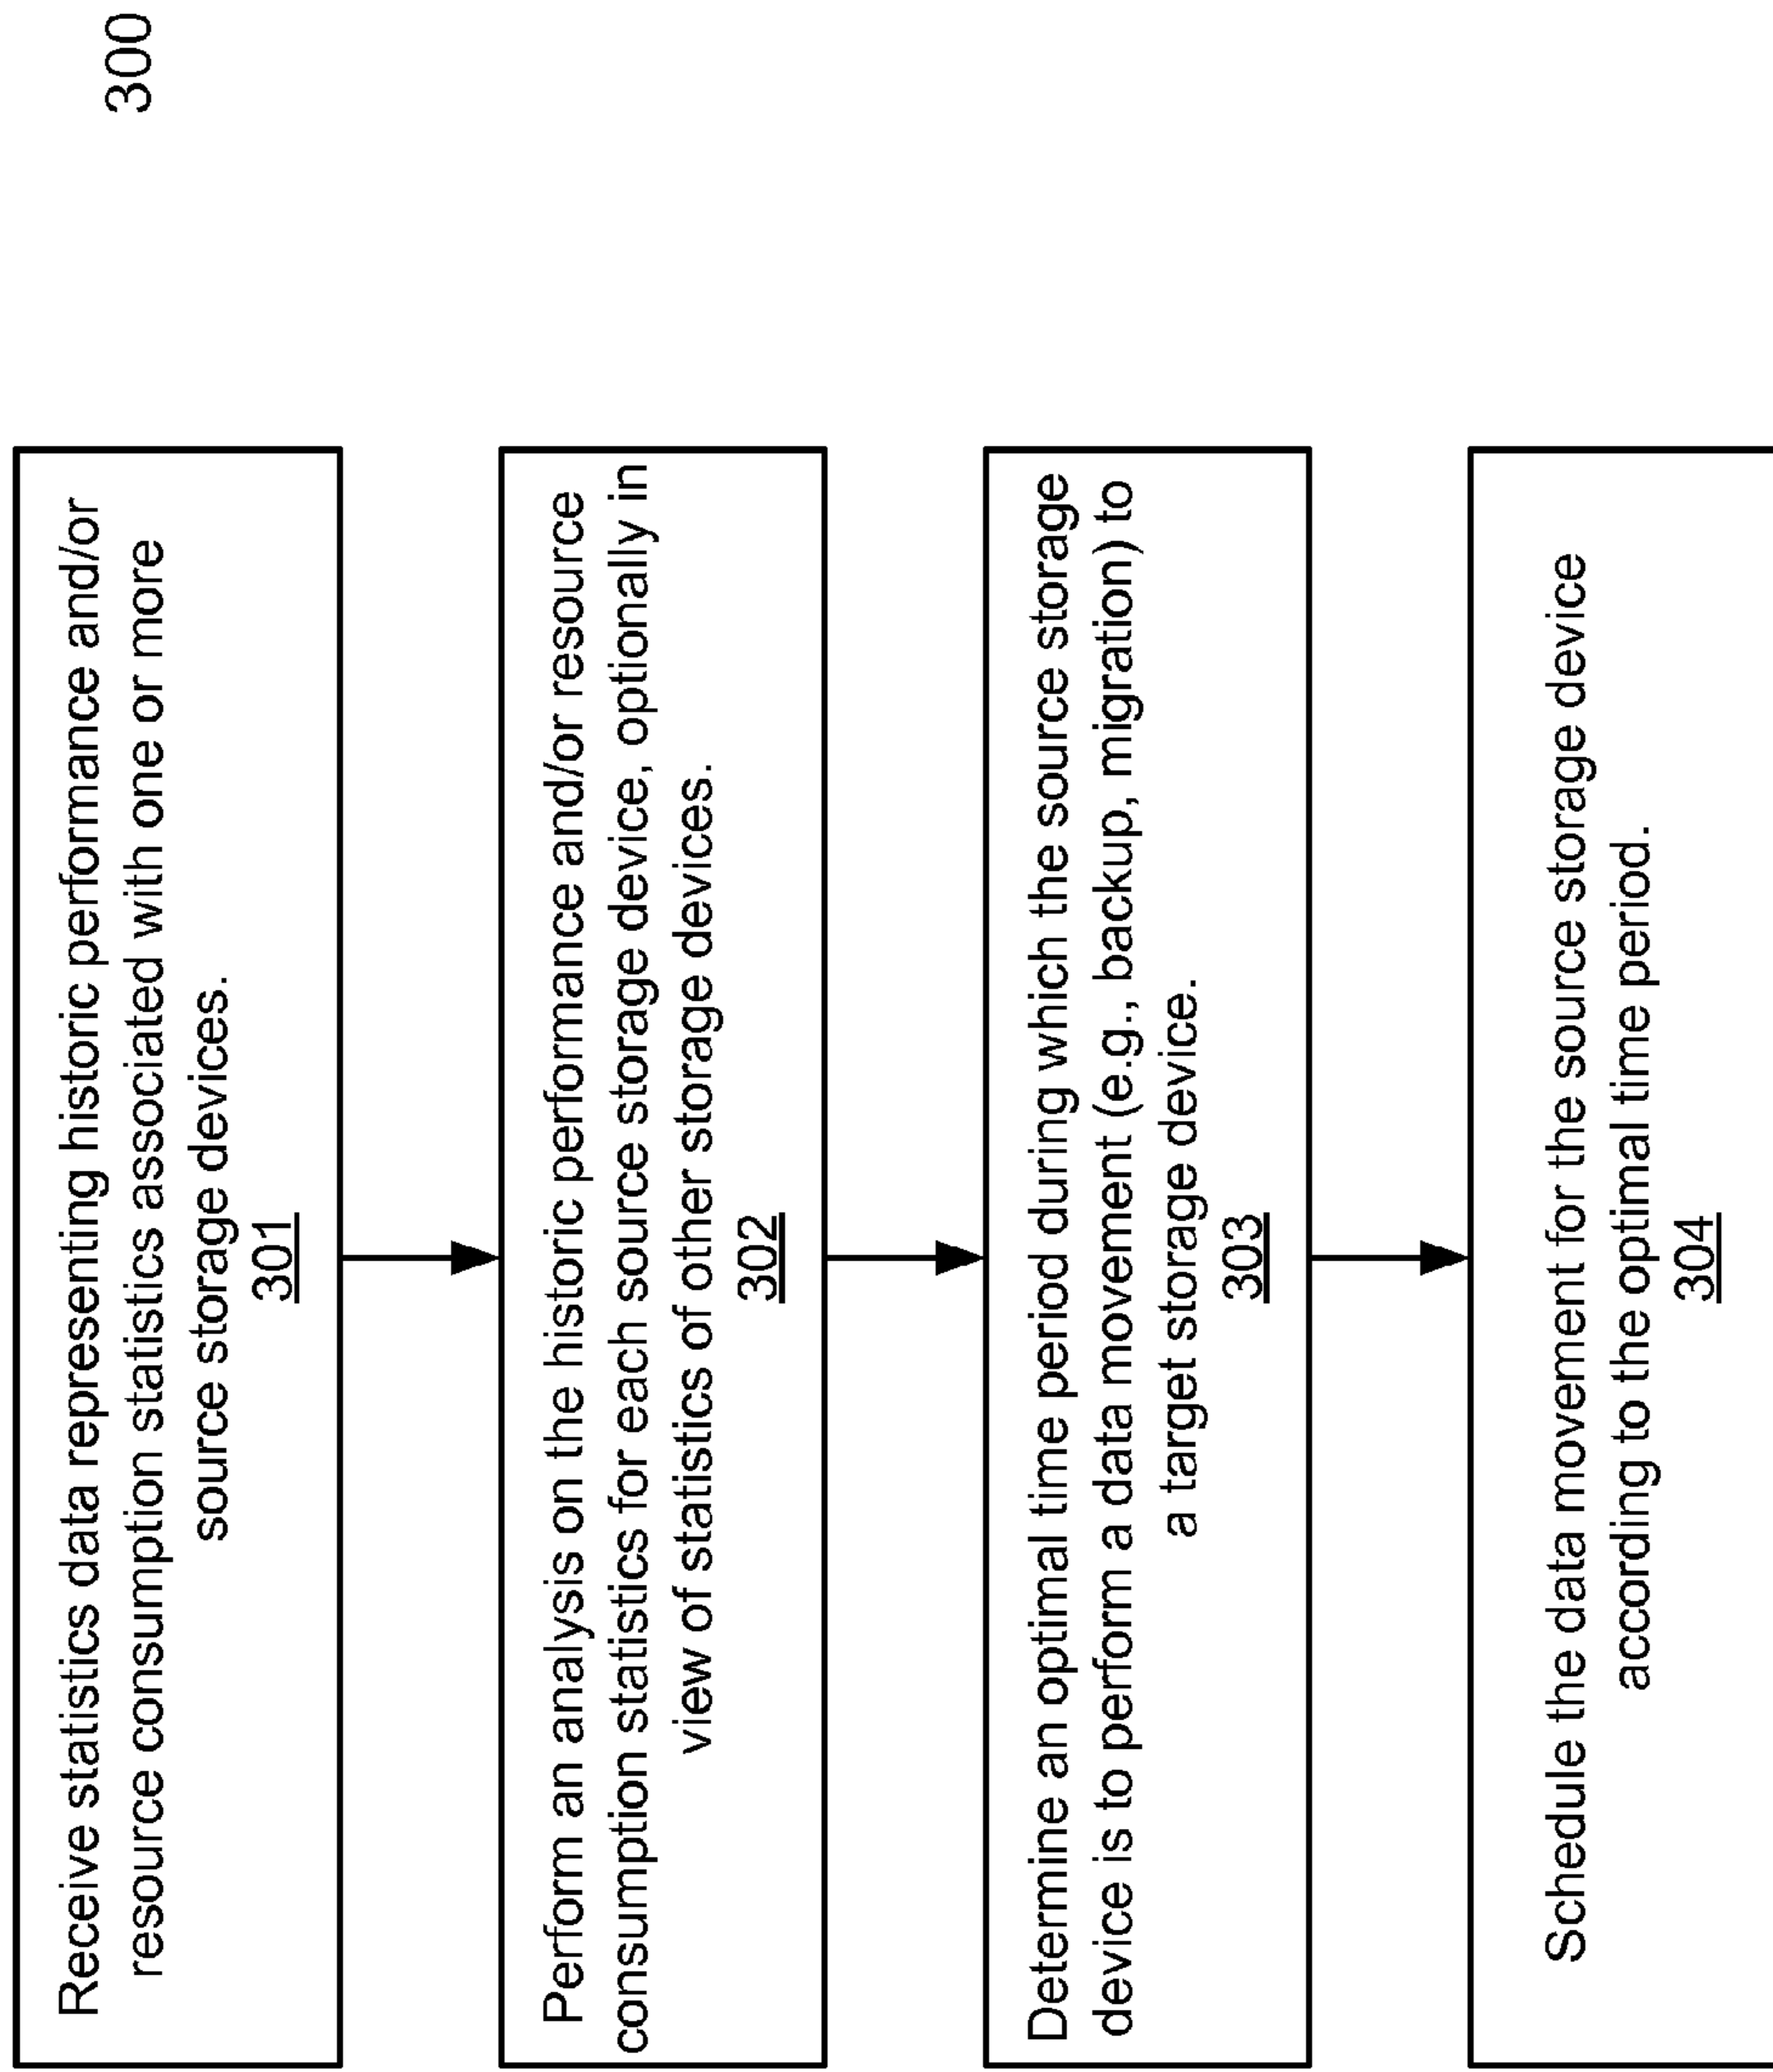 300
Receive statistics data representing historic performance and/or
resource consumption statistics associated with one or more
source storage devices.
301
Perform an analysis on the historic performance and/or resource
consumption statistics for each source storage device, optionally in
view of statistics of other storage devices.
302
Determine an optimal time period during which the source storage
device is to perform a data movement (e.g., backup, migration) to
a target storage device.
303
Schedule the data movement for the source storage device
according to the optimal time period.
304